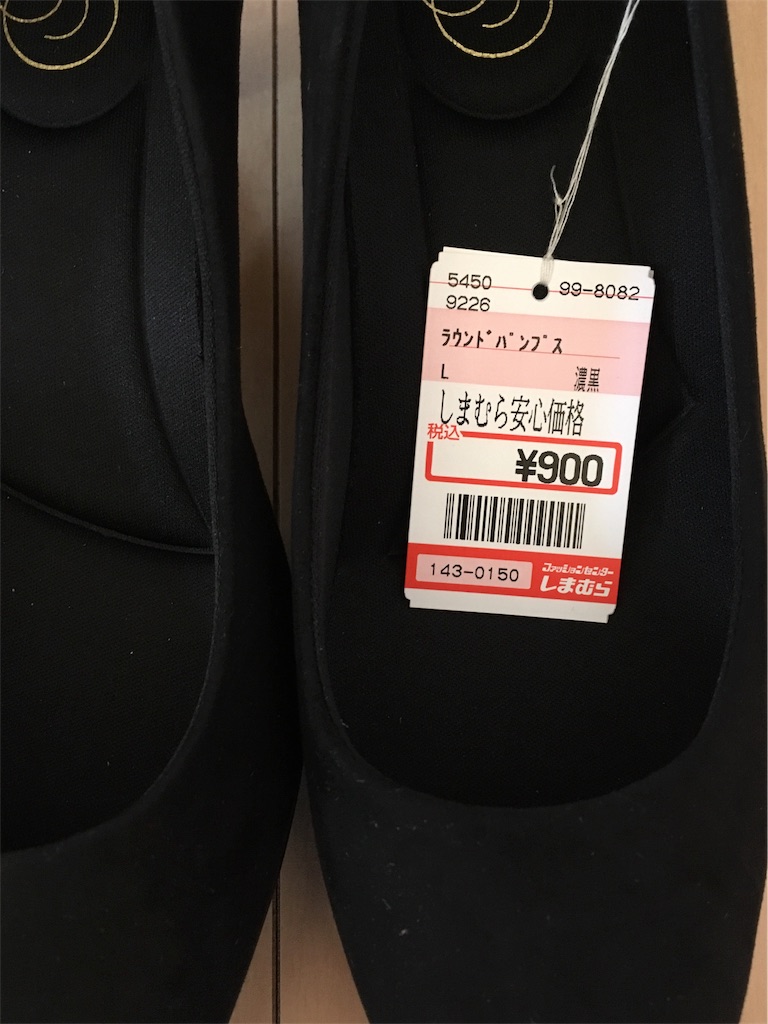 5450 99-8082
9226
ﾗｳﾝﾄﾞﾊﾟﾝﾌﾟｽ
L 濃黒
しまむら安心価格
税込
¥900
143-0150
ファッションセンター
しまむら